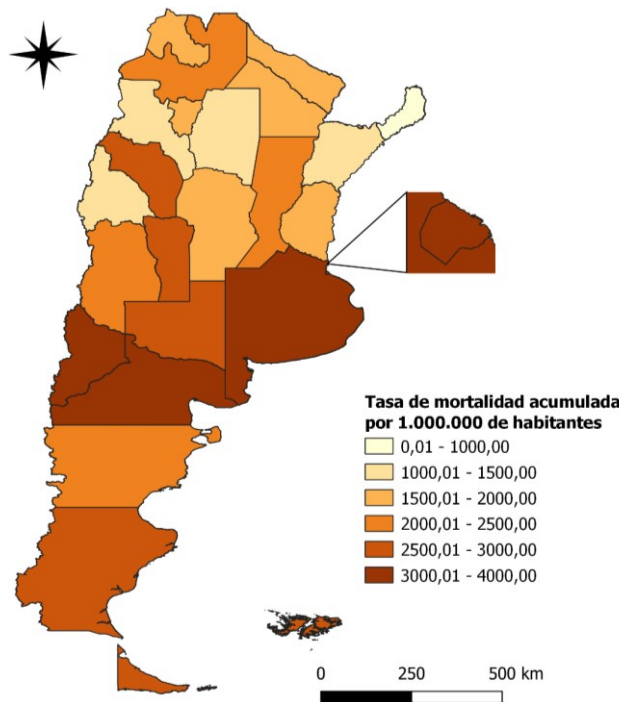 Tasa de mortalidad acumulada
por 1.000.000 de habitantes
0,01 - 1000,00
1000,01 - 1500,00
1500,01 - 2000,00
2000,01 - 2500,00
2500,01 - 3000,00
3000,01 - 4000,00
0 250 500 km